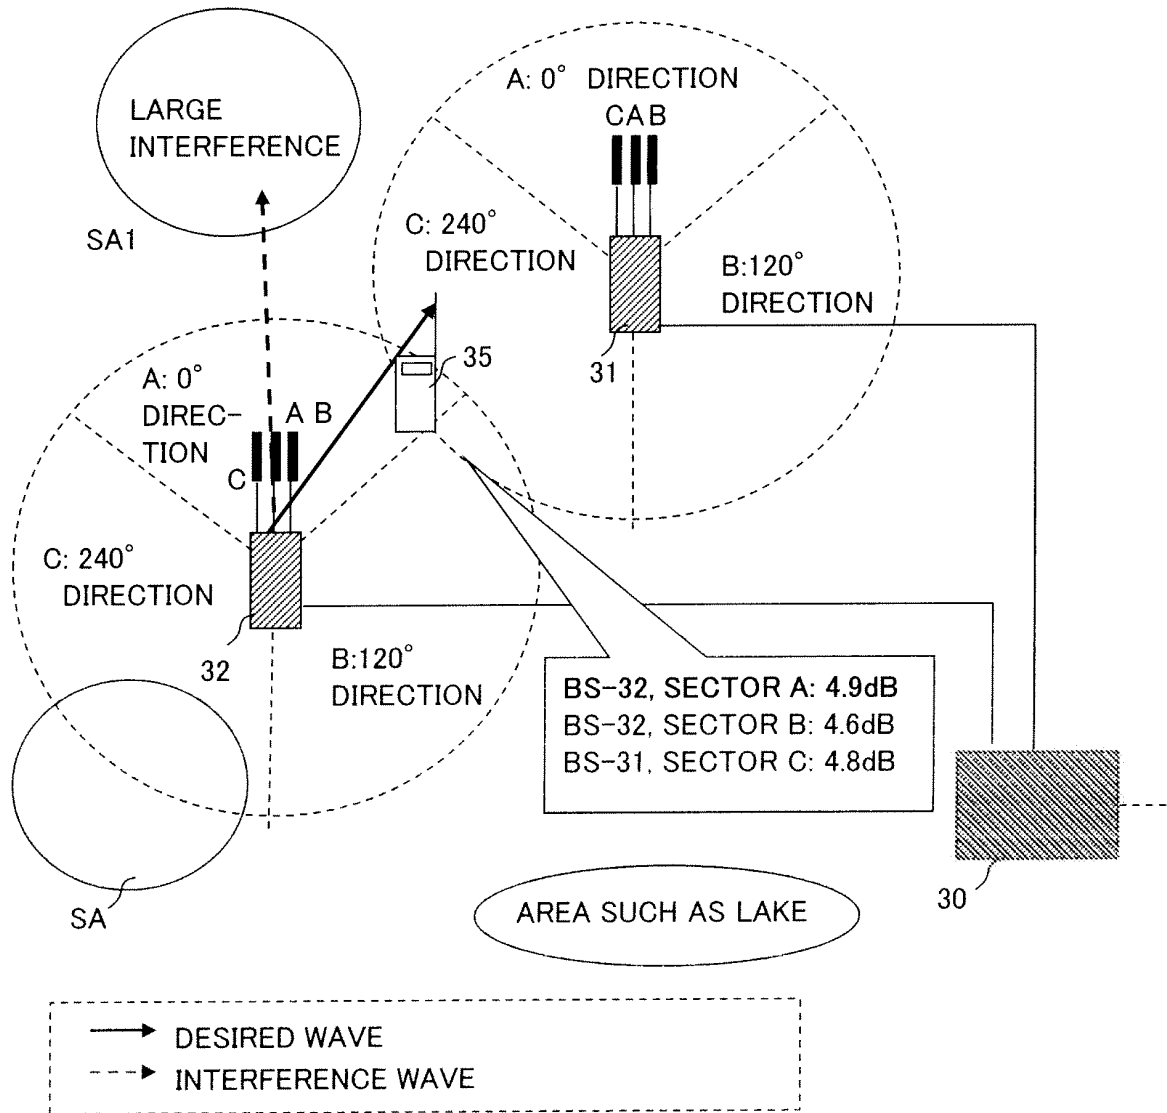 A: 0° DIRECTION
CAB
LARGE
INTERFERENCE
SA1
C: 240°
DIRECTION
B:120°
DIRECTION
31
35
A: 0°
DIREC-
TION
A B
C
C: 240°
DIRECTION
32
B:120°
DIRECTION
BS-32, SECTOR A: 4.9dB
BS-32, SECTOR B: 4.6dB
BS-31, SECTOR C: 4.8dB
30
SA
AREA SUCH AS LAKE
DESIRED WAVE
INTERFERENCE WAVE